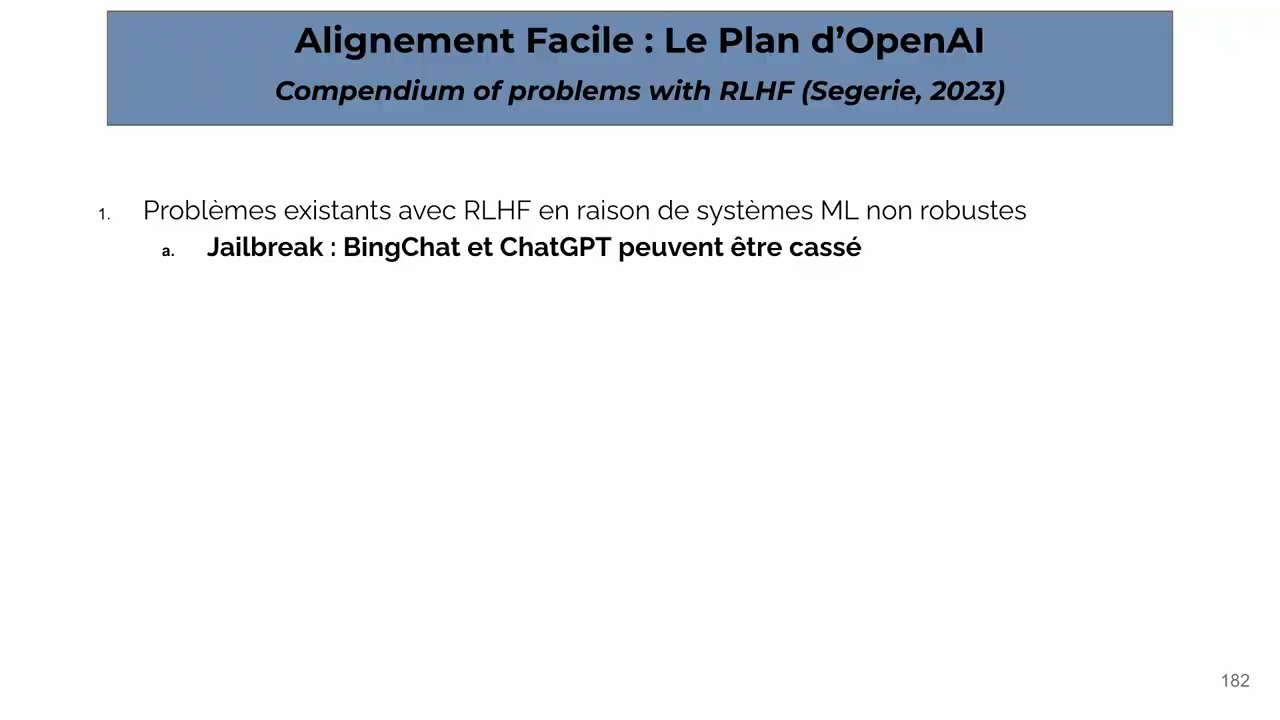 Alignement Facile : Le Plan d’OpenAI
Compendium of problems with RLHF (Segerie, 2023)
1. Problèmes existants avec RLHF en raison de systèmes ML non robustes
a. Jailbreak : BingChat et ChatGPT peuvent être cassé
182